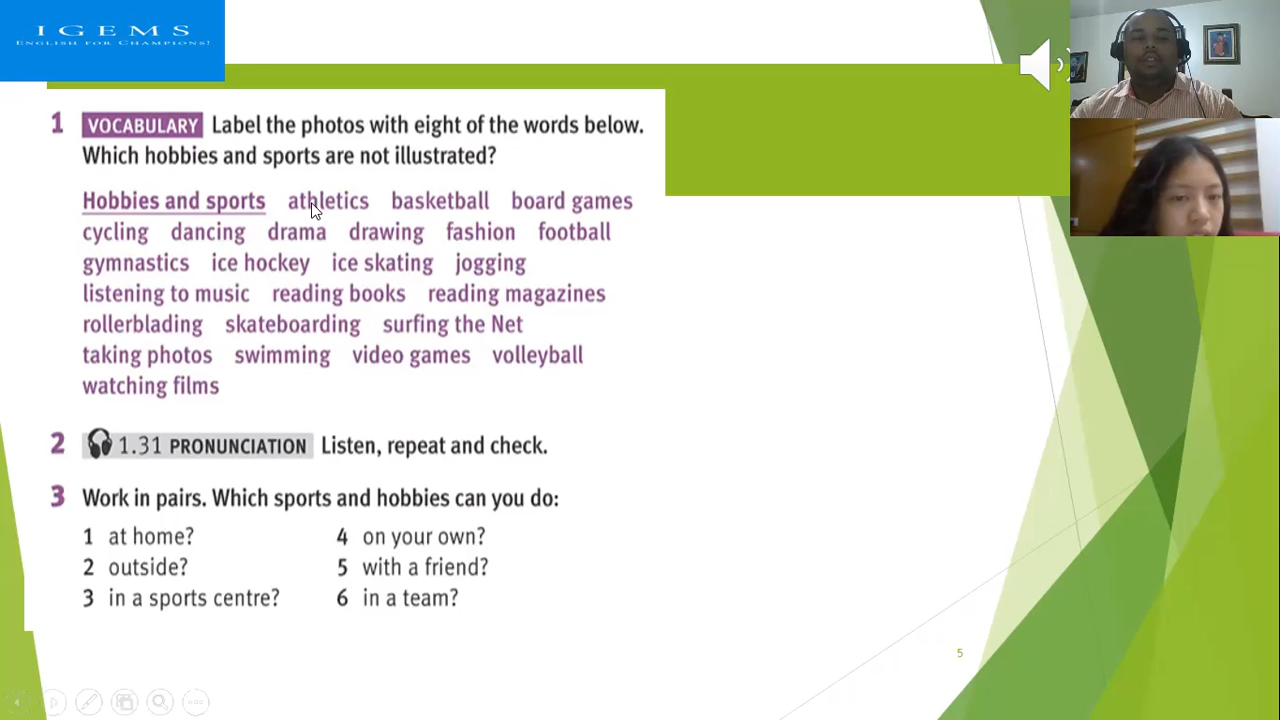 IGEMS
ENGLISH FOR CHAMPIONS!
1 VOCABULARY Label the photos with eight of the words below.
Which hobbies and sports are not illustrated?
Hobbies and sports athletics basketball board games
cycling dancing drama drawing fashion football
gymnastics ice hockey ice skating jogging
listening to music reading books reading magazines
rollerblading skateboarding surfing the Net
taking photos swimming video games volleyball
watching films
2 1.31 PRONUNCIATION Listen, repeat and check.
3 Work in pairs. Which sports and hobbies can you do:
1 at home? 4 on your own?
2 outside? 5 with a friend?
3 in a sports centre? 6 in a team?
5